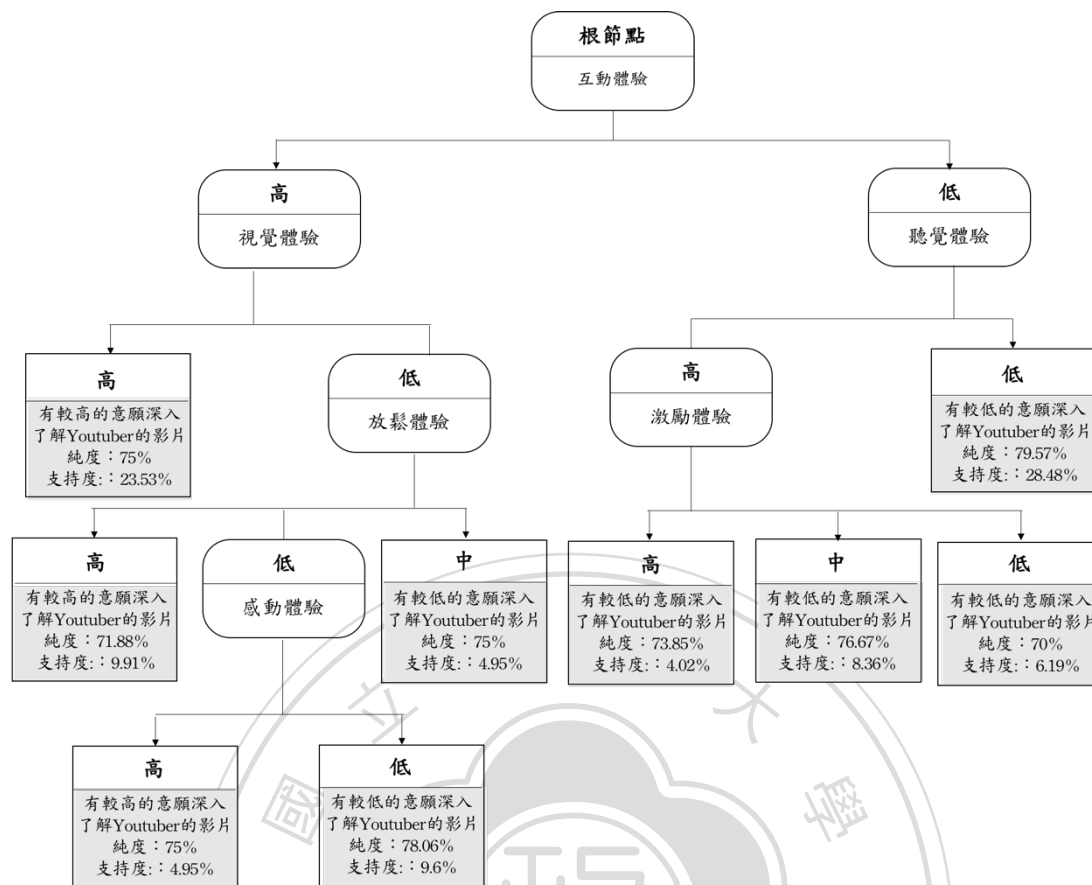 根節點
互動體驗
高
視覺體驗
低
聽覺體驗
高
有較高的意願深入
了解Youtuber的影片
純度：75%
支持度:：23.53%
低
放鬆體驗
高
激勵體驗
低
有較低的意願深入
了解Youtuber的影片
純度：79.57%
支持度:：28.48%
高
有較高的意願深入
了解Youtuber的影片
純度：71.88%
支持度:：9.91%
低
感動體驗
中
有較低的意願深入
了解Youtuber的影片
純度：75%
支持度:：4.95%
高
有較低的意願深入
了解Youtuber的影片
純度：73.85%
支持度:：4.02%
中
有較低的意願深入
了解Youtuber的影片
純度：76.67%
支持度:：8.36%
低
有較低的意願深入
了解Youtuber的影片
純度：70%
支持度:：6.19%
高
有較高的意願深入
了解Youtuber的影片
純度：75%
支持度:：4.95%
低
有較低的意願深入
了解Youtuber的影片
純度：78.06%
支持度:：9.6%
國立
大學